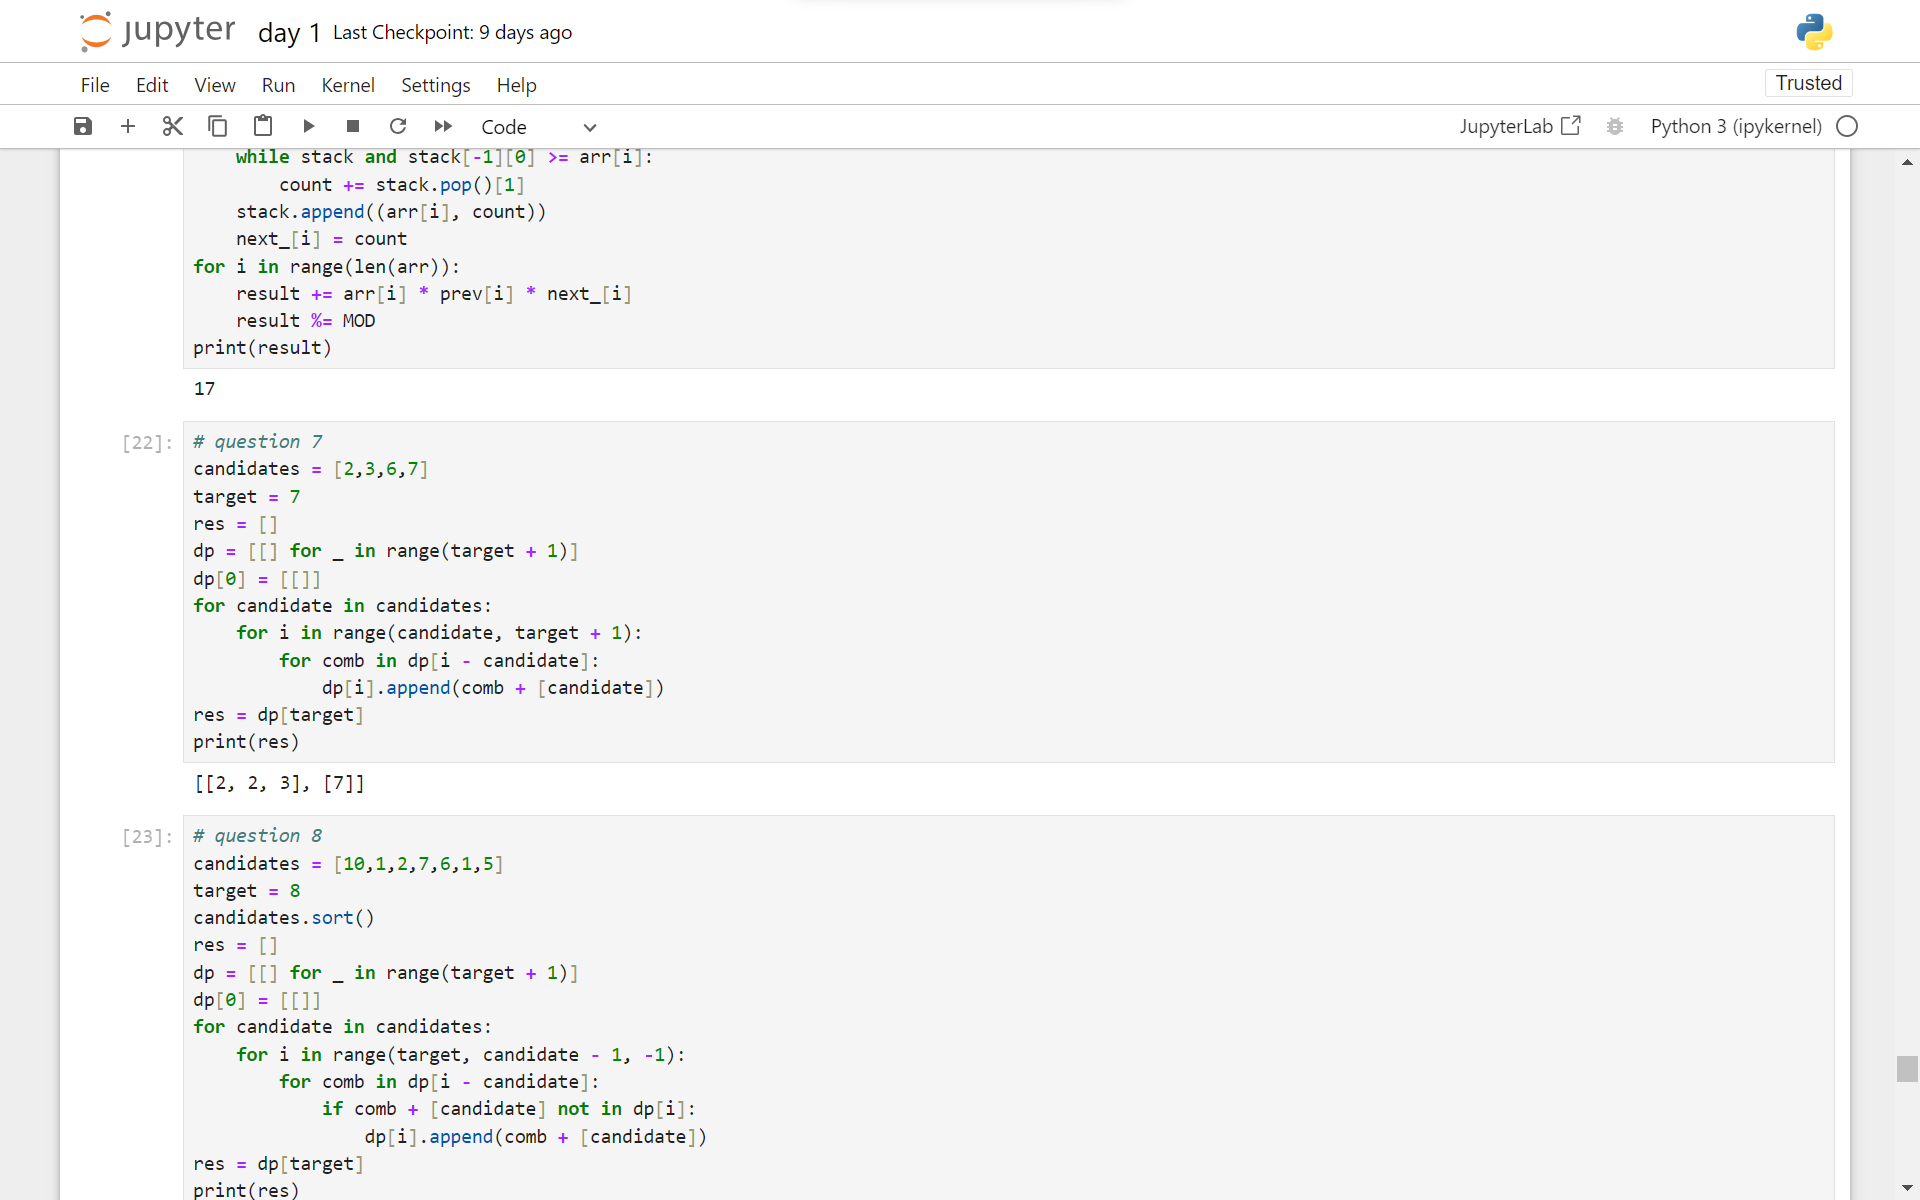 jupyter day 1 Last Checkpoint: 9 days ago
File Edit View Run Kernel Settings Help Trusted
Code JupyterLab Python 3 (ipykernel)
    while stack and stack[-1][0] >= arr[i]:
        count += stack.pop()[1]
    stack.append((arr[i], count))
    next_[i] = count
for i in range(len(arr)):
    result += arr[i] * prev[i] * next_[i]
    result %= MOD
print(result)
17
[22]: # question 7
candidates = [2,3,6,7]
target = 7
res = []
dp = [[] for _ in range(target + 1)]
dp[0] = [[]]
for candidate in candidates:
    for i in range(candidate, target + 1):
        for comb in dp[i - candidate]:
            dp[i].append(comb + [candidate])
res = dp[target]
print(res)
[[2, 2, 3], [7]]
[23]: # question 8
candidates = [10,1,2,7,6,1,5]
target = 8
candidates.sort()
res = []
dp = [[] for _ in range(target + 1)]
dp[0] = [[]]
for candidate in candidates:
    for i in range(target, candidate - 1, -1):
        for comb in dp[i - candidate]:
            if comb + [candidate] not in dp[i]:
                dp[i].append(comb + [candidate])
res = dp[target]
print(res)